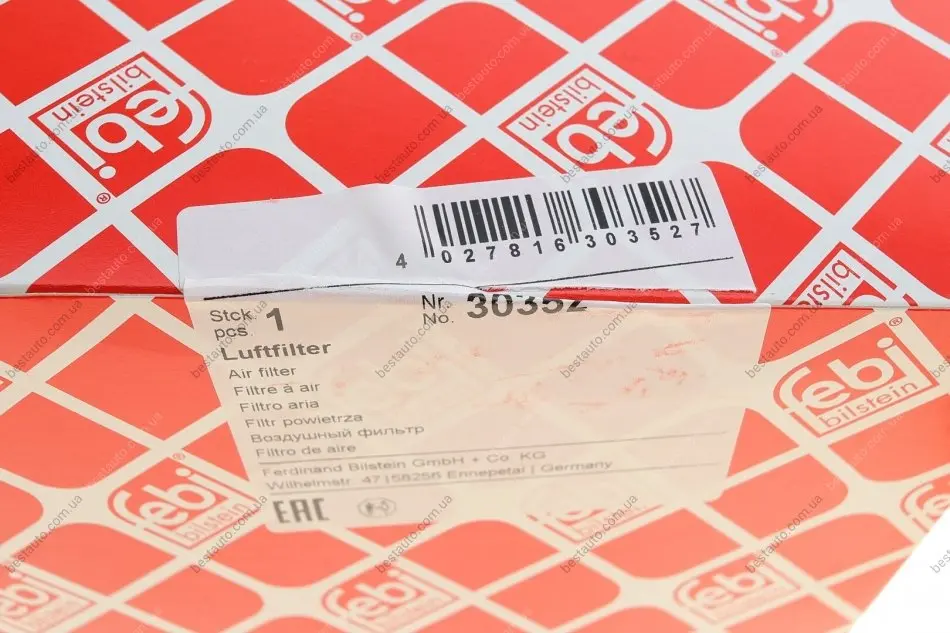 febi
bilstein
®
4 027816 303527
Stck.
pcs. 1
Nr.
No. 30352
Luftfilter
Air filter
Filtre à air
Filtro aria
Filtr powietrza
Воздушный фильтр
Filtro de aire
Ferdinand Bilstein GmbH + Co. KG
Wilhelmstr. 47 | 58256 Ennepetal | Germany
EAC
febi
bilstein
®
bestauto.com.ua